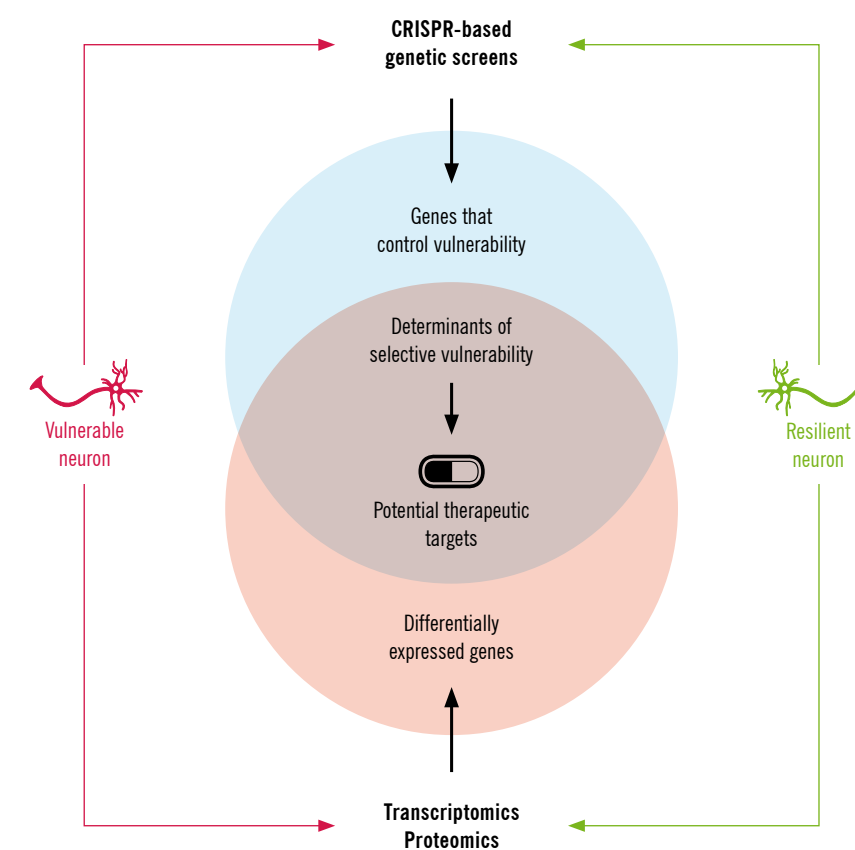 CRISPR-based
genetic screens
Genes that
control vulnerability
Determinants of
selective vulnerability
Vulnerable
neuron
Resilient
neuron
Potential therapeutic
targets
Differentially
expressed genes
Transcriptomics
Proteomics